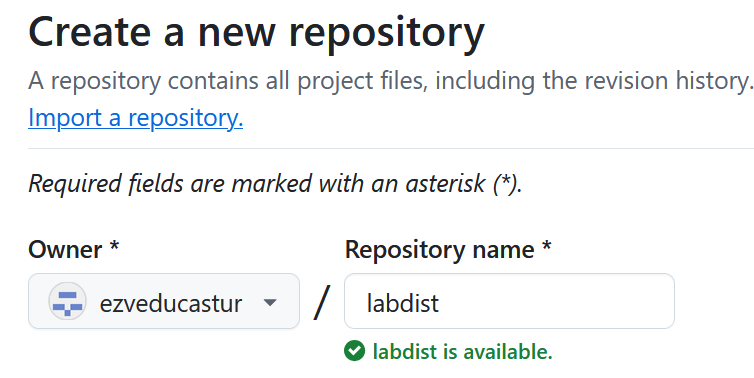 Create a new repository
A repository contains all project files, including the revision history.
Import a repository.
Required fields are marked with an asterisk (*).
Owner * Repository name *
ezveducastur / labdist
labdist is available.